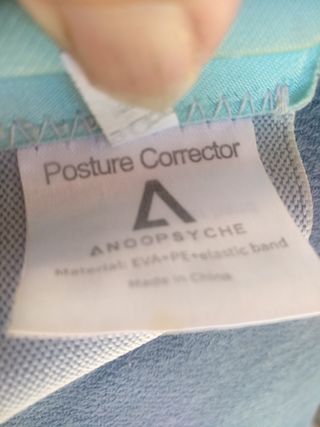 Posture Corrector
ANOOPSYCHE
Material: EVA+PE+elastic band
Made in China